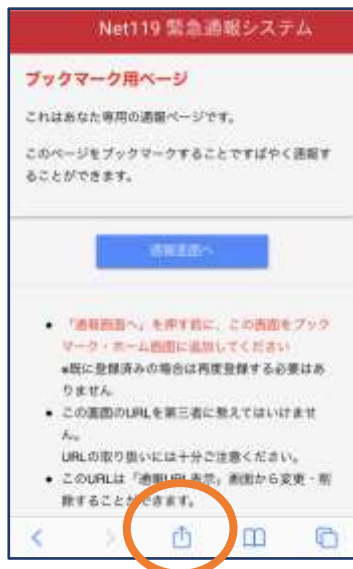 Net119 緊急通報システム
ブックマーク用ページ
これはあなた専用の通報ページです。
このページをブックマークすることですばやく通報す
ることができます。
通報画面へ
• 「通報画面へ」を押す前に、この画面をブック
マーク・ホーム画面に追加してください
※既に登録済みの場合は再度登録する必要はあ
りません
• この画面のURLを第三者に教えてはいけませ
ん。
URLの取り扱いには十分ご注意ください。
• このURLは「通報URL表示」画面から変更・削
除することができます。